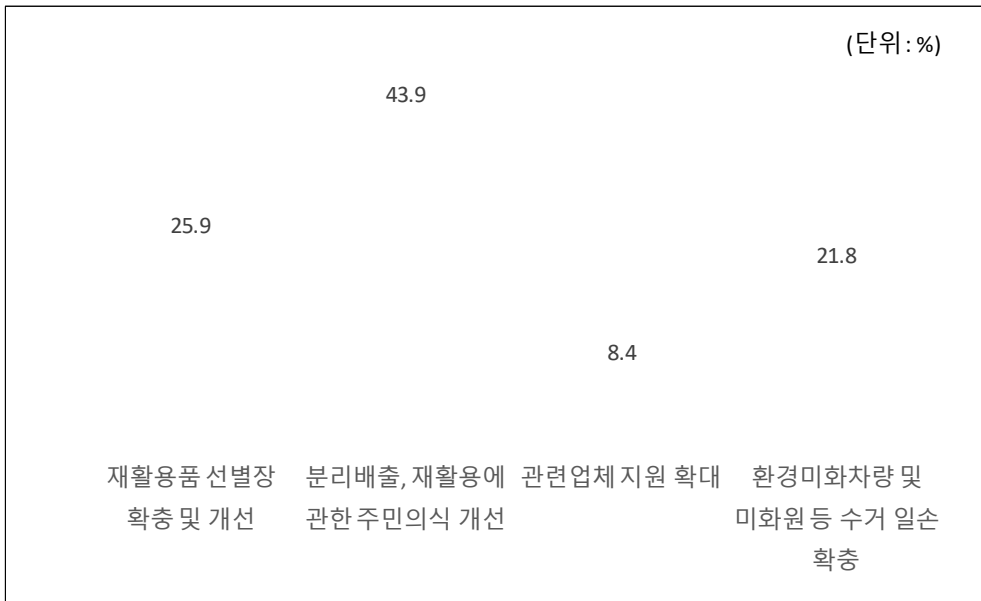 (단위: %)
43.9
25.9
21.8
8.4
재활용품 선별장
확충 및 개선
분리배출, 재활용에
관한 주민의식 개선
관련업체 지원 확대
환경미화차량 및
미화원 등 수거 일손
확충